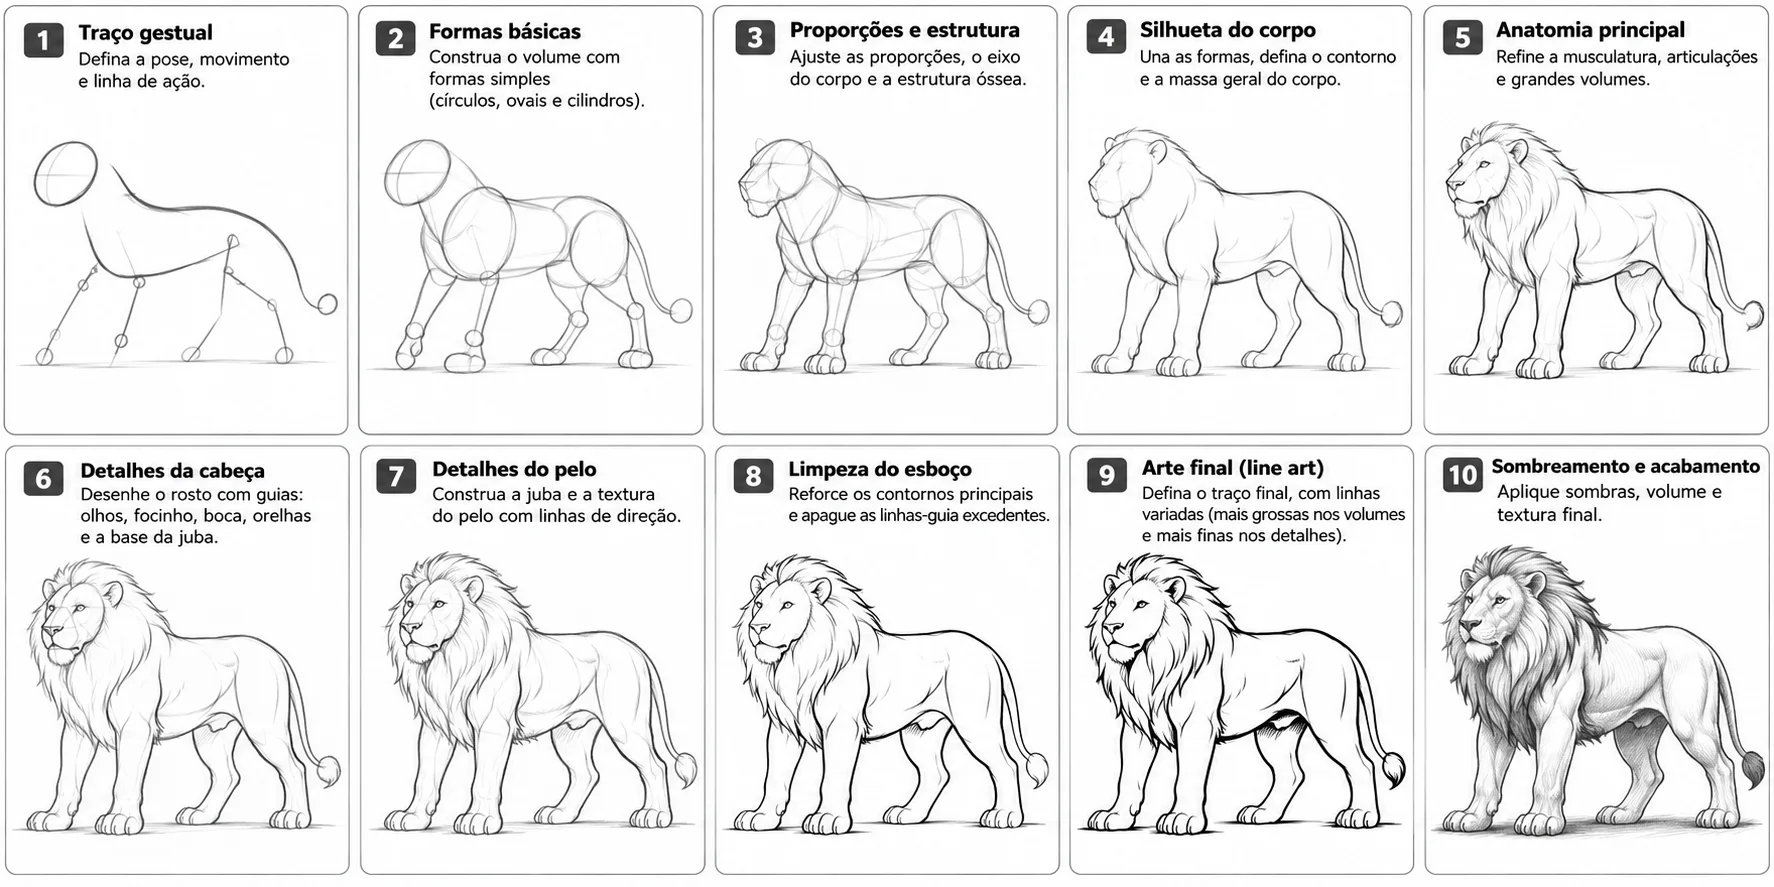 1
Traço gestual
Defina a pose, movimento
e linha de ação.
2
Formas básicas
Construa o volume com
formas simples
(círculos, ovais e cilindros).
3
Proporções e estrutura
Ajuste as proporções, o eixo
do corpo e a estrutura óssea.
4
Silhueta do corpo
Una as formas, defina o contorno
e a massa geral do corpo.
5
Anatomia principal
Refine a musculatura, articulações
e grandes volumes.
6
Detalhes da cabeça
Desenhe o rosto com guias:
olhos, focinho, boca, orelhas
e a base da juba.
7
Detalhes do pelo
Construa a juba e a textura
do pelo com linhas de direção.
8
Limpeza do esboço
Reforce os contornos principais
e apague as linhas-guia excedentes.
9
Arte final (line art)
Defina o traço final, com linhas
variadas (mais grossas nos volumes
e mais finas nos detalhes).
10
Sombreamento e acabamento
Aplique sombras, volume e
textura final.